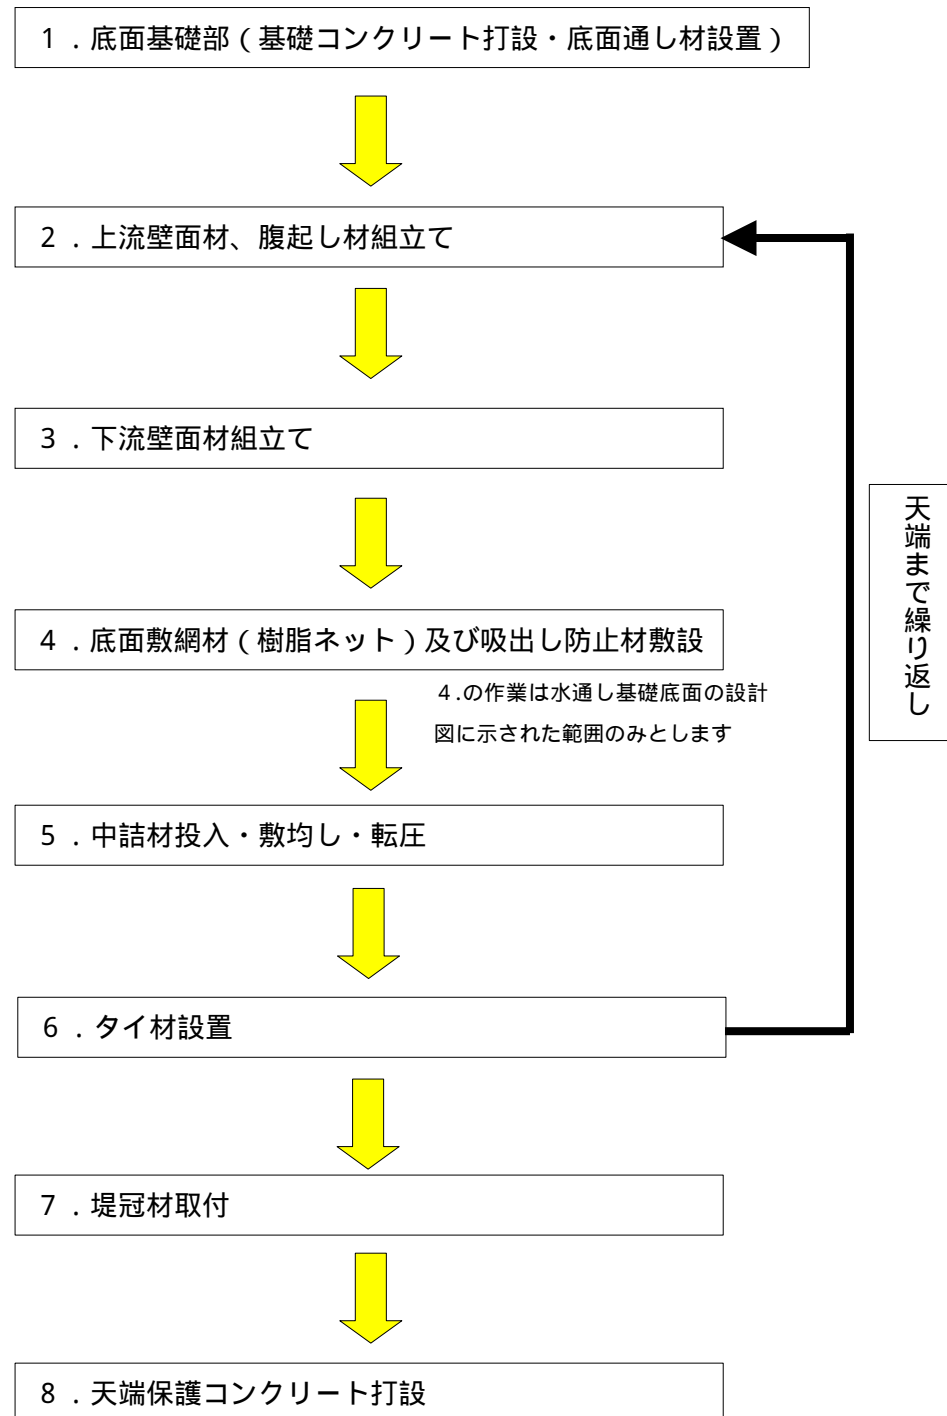 1．底面基礎部（基礎コンクリート打設・底面通し材設置）
2．上流壁面材、腹起し材組立て
3．下流壁面材組立て
天端まで繰り返し
4．底面敷網材（樹脂ネット）及び吸出し防止材敷設
4.の作業は水通し基礎底面の設計
図に示された範囲のみとします
5．中詰材投入・敷均し・転圧
6．タイ材設置
7．堤冠材取付
8．天端保護コンクリート打設